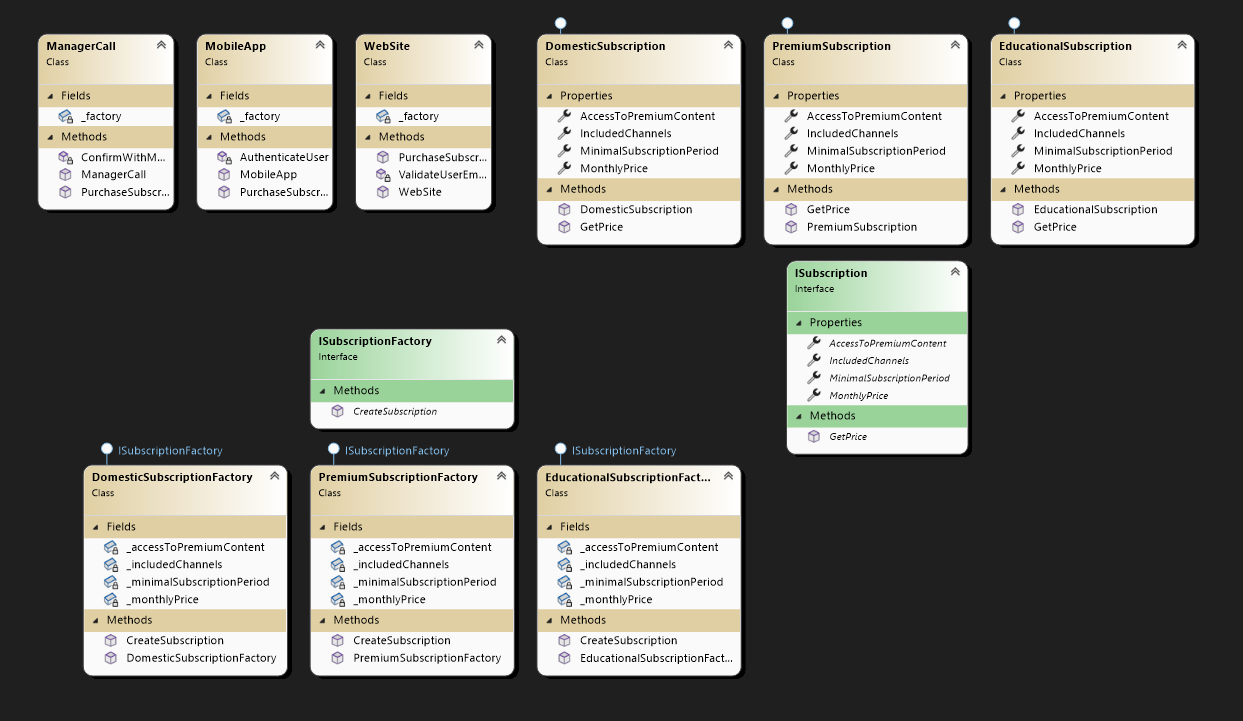 ManagerCall
Class
Fields
_factory
Methods
ConfirmWithM...
ManagerCall
PurchaseSubscr...
MobileApp
Class
Fields
_factory
Methods
AuthenticateUser
MobileApp
PurchaseSubscr...
WebSite
Class
Fields
_factory
Methods
PurchaseSubscr...
ValidateUserEm...
WebSite
DomesticSubscription
Class
Properties
AccessToPremiumContent
IncludedChannels
MinimalSubscriptionPeriod
MonthlyPrice
Methods
DomesticSubscription
GetPrice
PremiumSubscription
Class
Properties
AccessToPremiumContent
IncludedChannels
MinimalSubscriptionPeriod
MonthlyPrice
Methods
GetPrice
PremiumSubscription
EducationalSubscription
Class
Properties
AccessToPremiumContent
IncludedChannels
MinimalSubscriptionPeriod
MonthlyPrice
Methods
EducationalSubscription
GetPrice
ISubscription
Interface
Properties
AccessToPremiumContent
IncludedChannels
MinimalSubscriptionPeriod
MonthlyPrice
Methods
GetPrice
ISubscriptionFactory
Interface
Methods
CreateSubscription
ISubscriptionFactory
DomesticSubscriptionFactory
Class
Fields
_accessToPremiumContent
_includedChannels
_minimalSubscriptionPeriod
_monthlyPrice
Methods
CreateSubscription
DomesticSubscriptionFactory
ISubscriptionFactory
PremiumSubscriptionFactory
Class
Fields
_accessToPremiumContent
_includedChannels
_minimalSubscriptionPeriod
_monthlyPrice
Methods
CreateSubscription
PremiumSubscriptionFactory
ISubscriptionFactory
EducationalSubscriptionFact...
Class
Fields
_accessToPremiumContent
_includedChannels
_minimalSubscriptionPeriod
_monthlyPrice
Methods
CreateSubscription
EducationalSubscriptionFact...